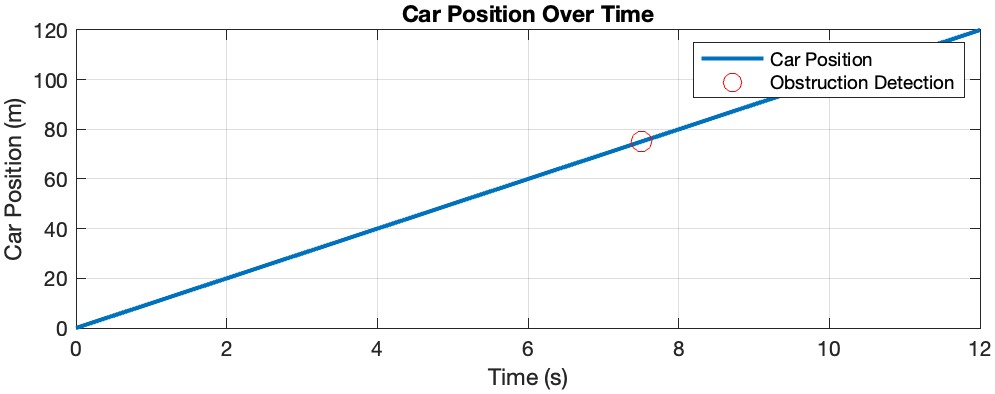 Car Position Over Time
120
100
80
60
40
20
0
Car Position (m)
Car Position
Obstruction Detection
0 2 4 6 8 10 12
Time (s)